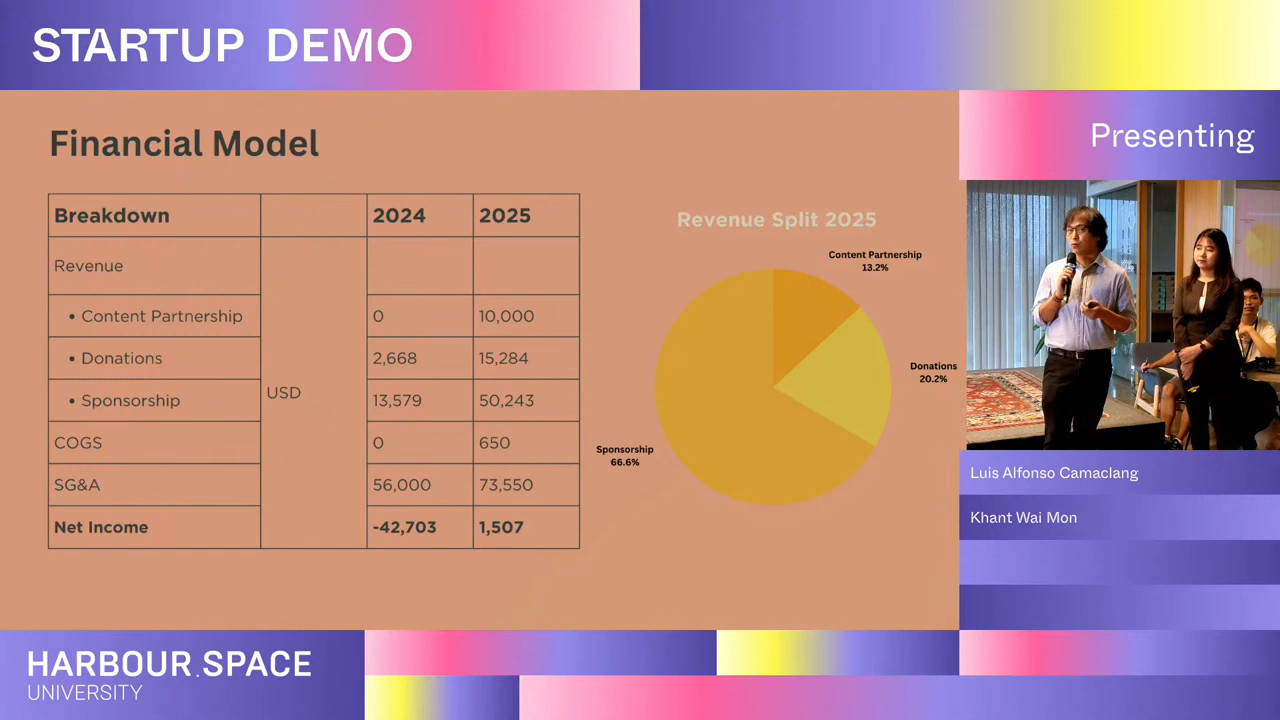 STARTUP DEMO
Presenting
Financial Model
Breakdown 2024 2025
Revenue
• Content Partnership 0 10,000
• Donations 2,668 15,284
• Sponsorship 13,579 50,243
USD
COGS 0 650
SG&A 56,000 73,550
Net Income -42,703 1,507
Revenue Split 2025
Content Partnership
13.2%
Donations
20.2%
Sponsorship
66.6%
Luis Alfonso Camaclang
Khant Wai Mon
HARBOUR.SPACE
UNIVERSITY